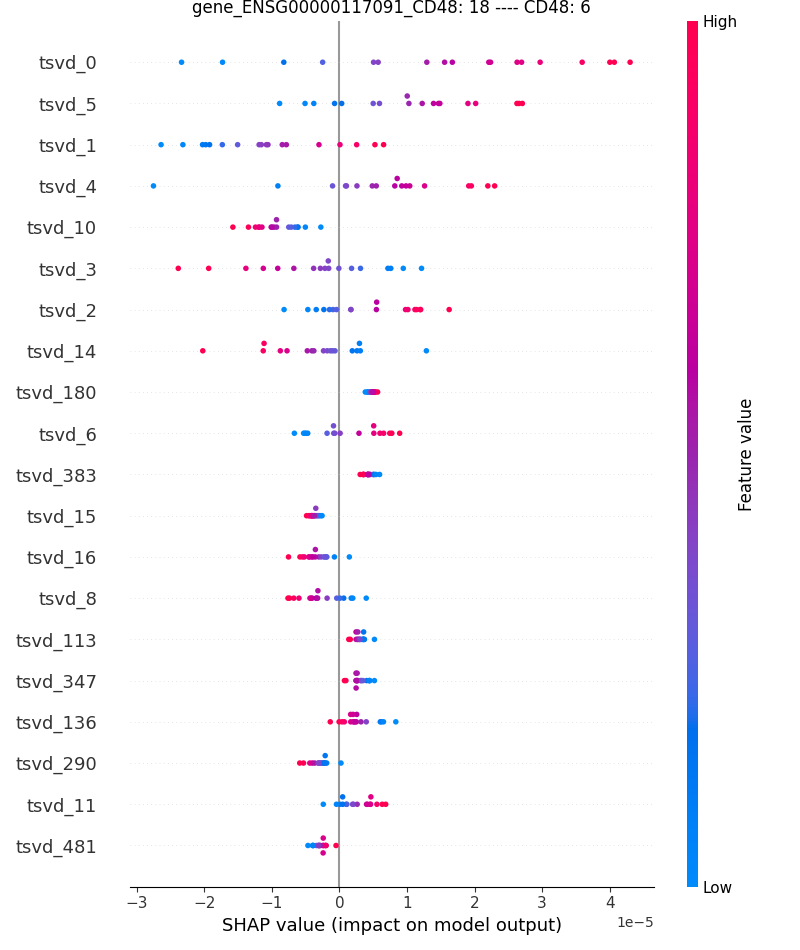 gene_ENSG00000117091_CD48: 18 ---- CD48: 6
High
tsvd_0
tsvd_5
tsvd_1
tsvd_4
tsvd_10
tsvd_3
tsvd_2
tsvd_14
tsvd_180
tsvd_6
tsvd_383
tsvd_15
tsvd_16
tsvd_8
tsvd_113
tsvd_347
tsvd_136
tsvd_290
tsvd_11
tsvd_481
Feature value
Low
−3 −2 −1 0 1 2 3 4
1e−5
SHAP value (impact on model output)